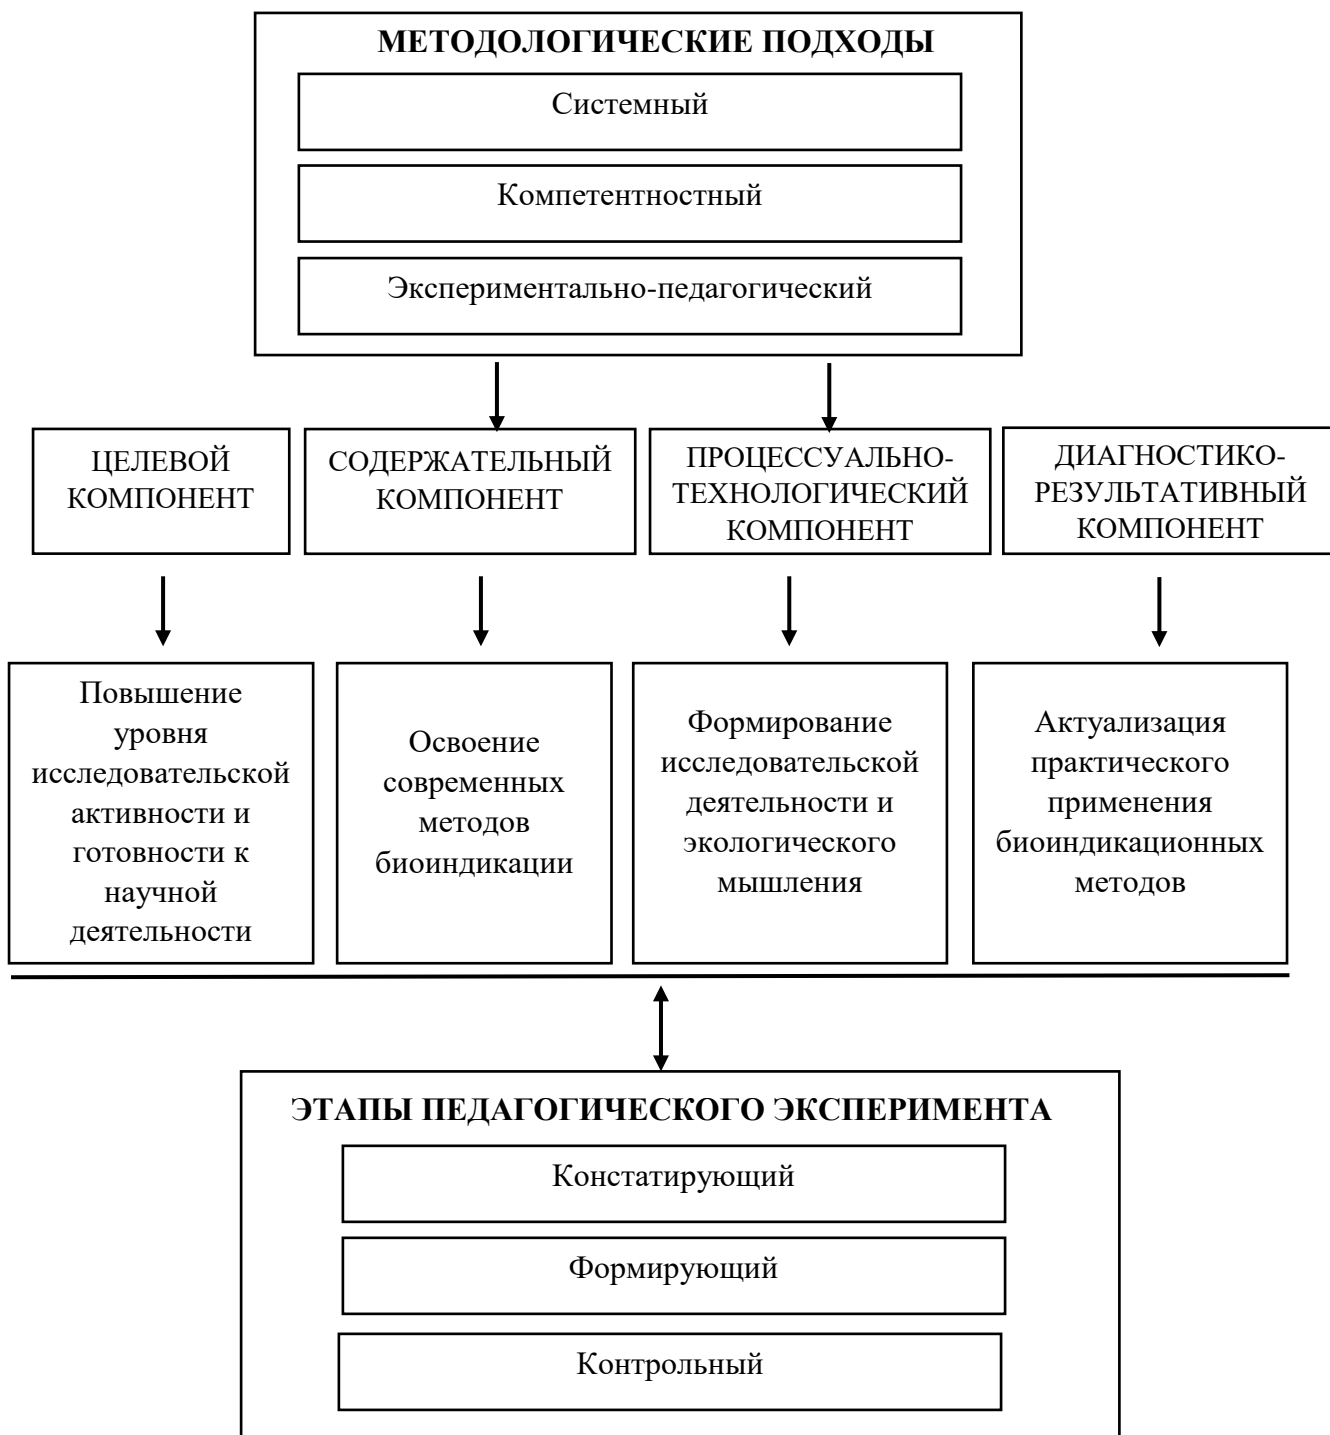 МЕТОДОЛОГИЧЕСКИЕ ПОДХОДЫ
Системный
Компетентностный
Экспериментально-педагогический
ЦЕЛЕВОЙ
КОМПОНЕНТ
СОДЕРЖАТЕЛЬНЫЙ
КОМПОНЕНТ
ПРОЦЕССУАЛЬНО-
ТЕХНОЛОГИЧЕСКИЙ
КОМПОНЕНТ
ДИАГНОСТИКО-
РЕЗУЛЬТАТИВНЫЙ
КОМПОНЕНТ
Повышение
уровня
исследовательской
активности и
готовности к
научной
деятельности
Освоение
современных
методов
биоиндикации
Формирование
исследовательской
деятельности и
экологического
мышления
Актуализация
практического
применения
биоиндикационных
методов
ЭТАПЫ ПЕДАГОГИЧЕСКОГО ЭКСПЕРИМЕНТА
Констатирующий
Формирующий
Контрольный